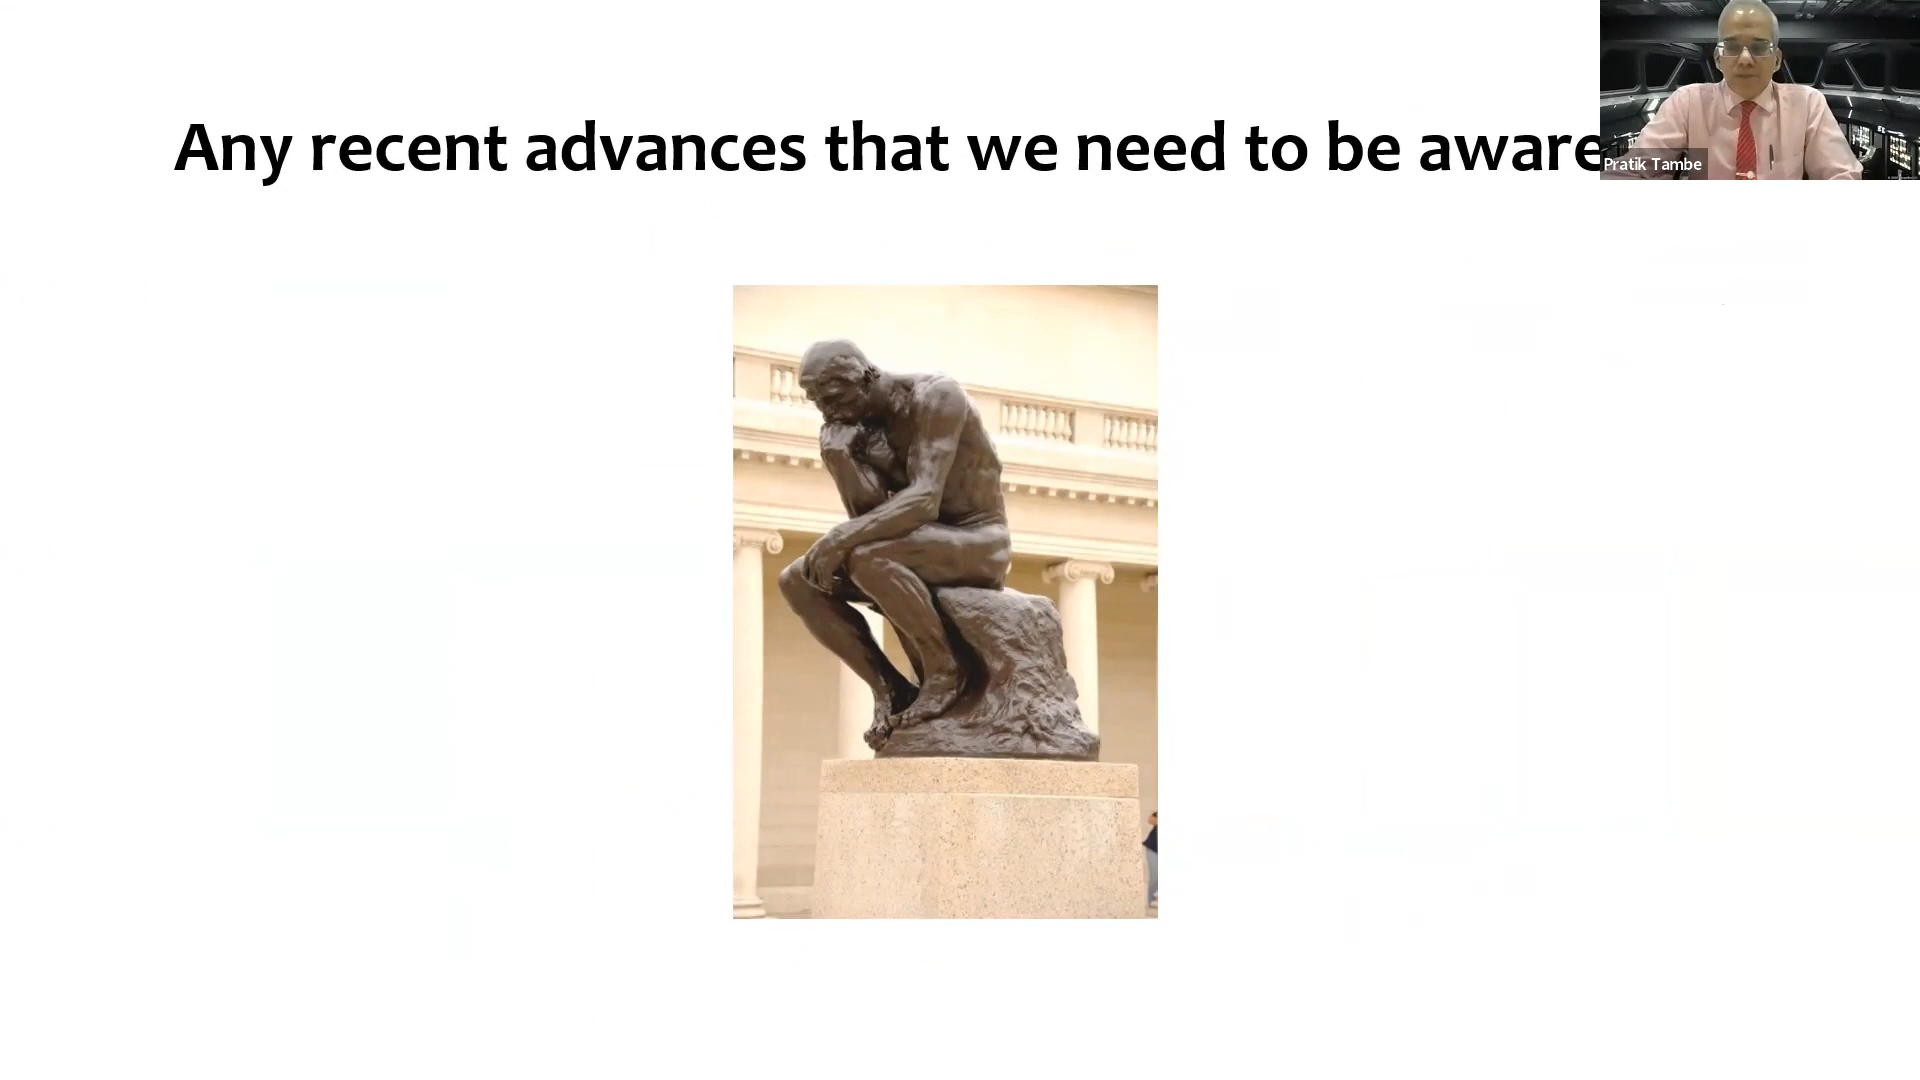 Any recent advances that we need to be aware
Pratik Tambe